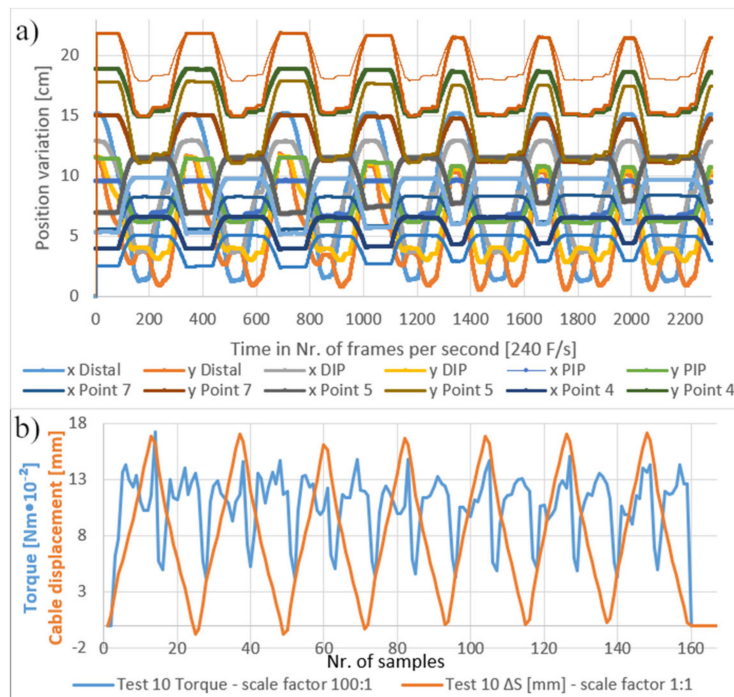 a)
Position variation [cm]
20
15
10
5
0
0 200 400 600 800 1000 1200 1400 1600 1800 2000 2200
Time in Nr. of frames per second [240 F/s]
x Distal y Distal x DIP y DIP x PIP y PIP
x Point 7 y Point 7 x Point 5 y Point 5 x Point 4 y Point 4
b)
Torque [Nm•10⁻²]
Cable displacement [mm]
18
13
8
3
-2
0 20 40 60 80 100 120 140 160
Nr. of samples
Test 10 Torque - scale factor 100:1 Test 10 ΔS [mm] - scale factor 1:1